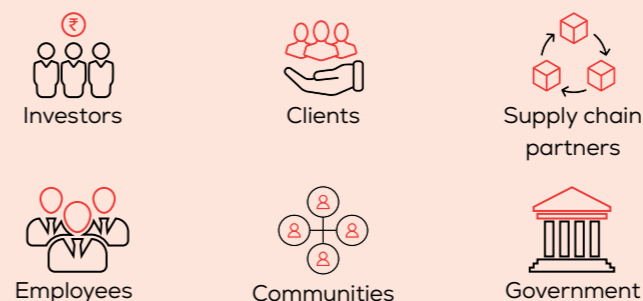 ₹
Investors
Clients
Supply chain
partners
Employees
Communities
Government